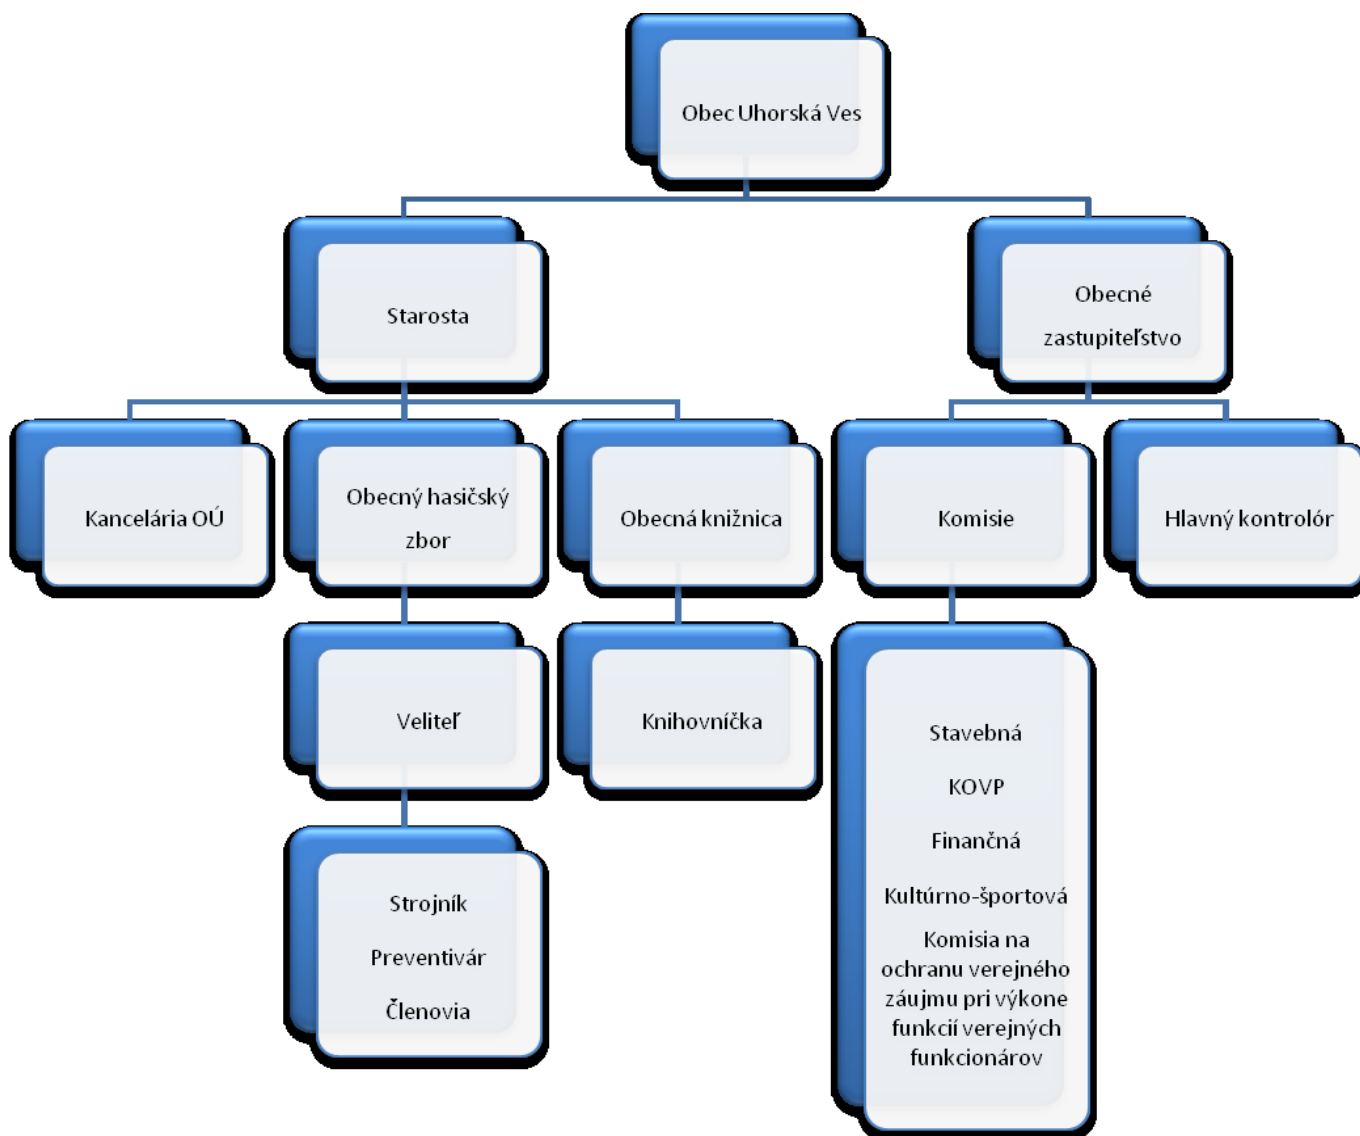 Obec Uhorská Ves
Starosta
Obecné
zastupiteľstvo
Kancelária OÚ
Obecný hasičský
zbor
Obecná knižnica
Komisie
Hlavný kontrolór
Veliteľ
Knihovníčka
Stavebná
KOVP
Finančná
Kultúrno-športová
Komisia na
ochranu verejného
záujmu pri výkone
funkcií verejných
funkcionárov
Strojník
Preventivár
Členovia